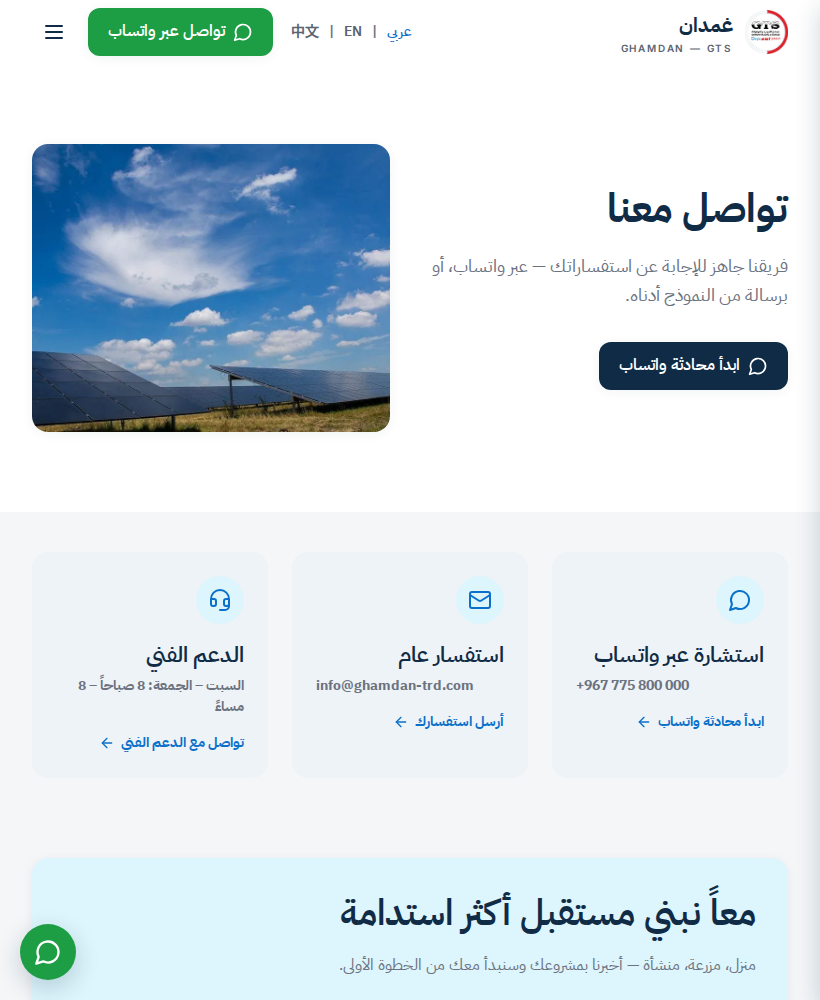 GTS
غمدان
GHAMDAN — GTS
عربي | EN | 中文
تواصل عبر واتساب
تواصل معنا
فريقنا جاهز للإجابة عن استفساراتك — عبر واتساب، أو
برسالة من النموذج أدناه.
ابدأ محادثة واتساب
استشارة عبر واتساب
+967 775 800 000
ابدأ محادثة واتساب
استفسار عام
info@ghamdan-trd.com
أرسل استفسارك
الدعم الفني
السبت – الجمعة: 8 صباحاً – 8
مساءً
تواصل مع الدعم الفني
معاً نبني مستقبل أكثر استدامة
منزل، مزرعة، منشأة — أخبرنا بمشروعك وسنبدأ معك من الخطوة الأولى.